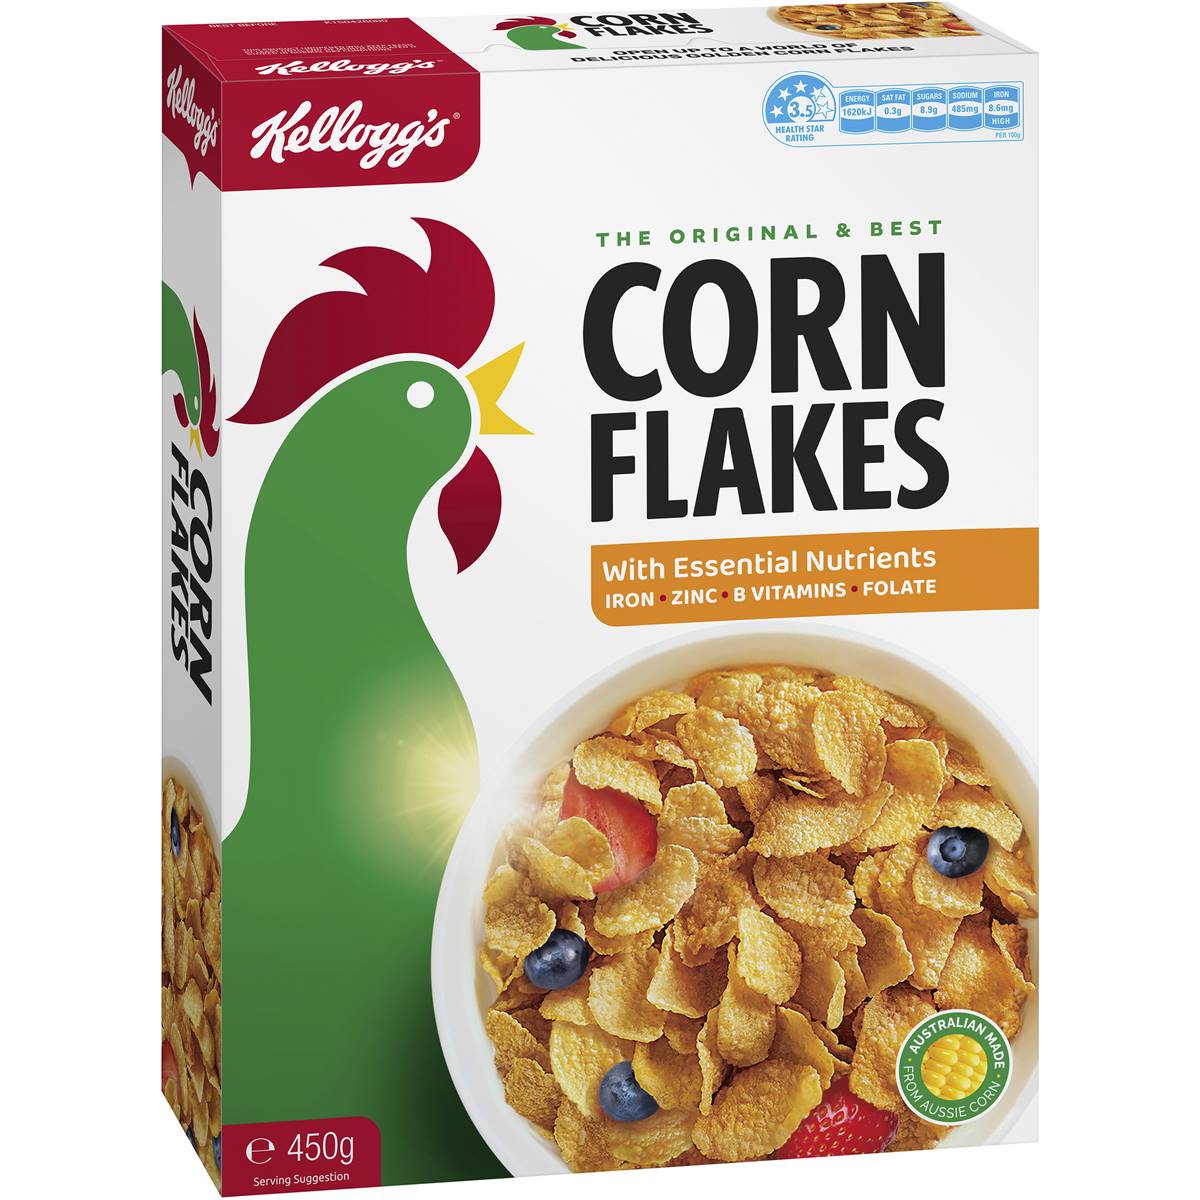 BEST BEFORE
Kellogg's
CORN
FLAKES
OPEN UP TO A WORLD OF
DELICIOUS GOLDEN CORN FLAKES
Kellogg's
Kellogg's®
3.5
HEALTH STAR
RATING
ENERGY
1620kJ
SAT FAT
0.3g
SUGARS
8.9g
SODIUM
485mg
IRON
8.6mg
HIGH
PER 100g
THE ORIGINAL & BEST
CORN
FLAKES
With Essential Nutrients
IRON • ZINC • B VITAMINS • FOLATE
CORN
FLAKES
AUSTRALIAN MADE
FROM AUSSIE CORN
e 450g
Serving Suggestion